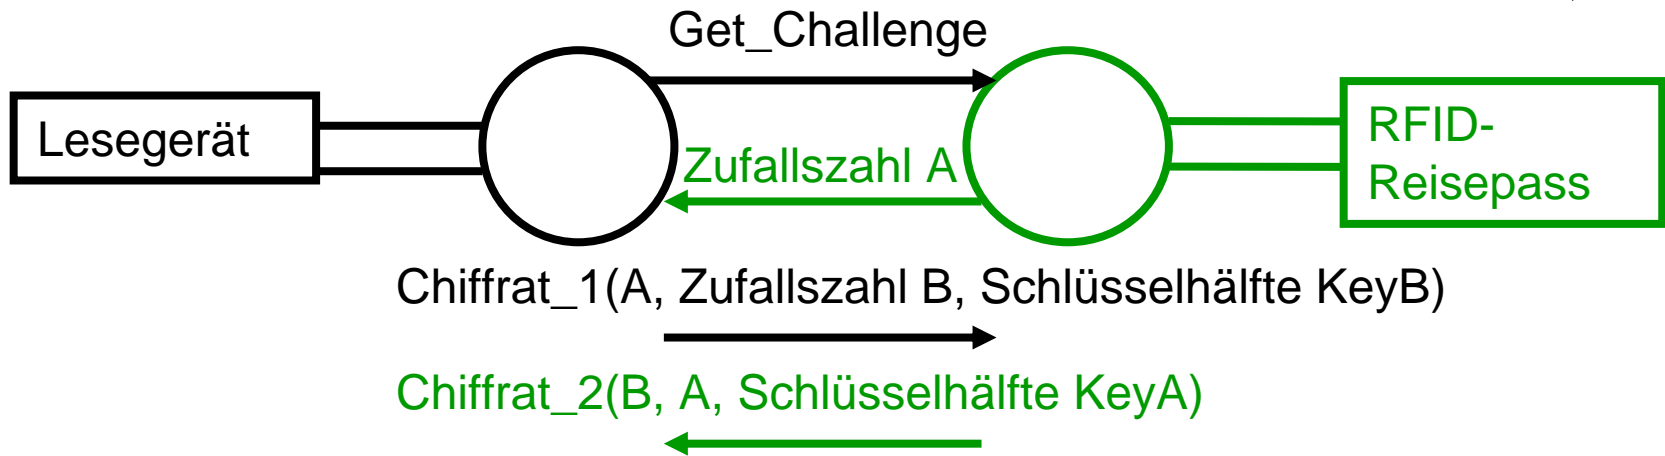 Get_Challenge
Lesegerät
RFID-
Reisepass
Zufallszahl A
Chiffrat_1(A, Zufallszahl B, Schlüsselhälfte KeyB)
Chiffrat_2(B, A, Schlüsselhälfte KeyA)